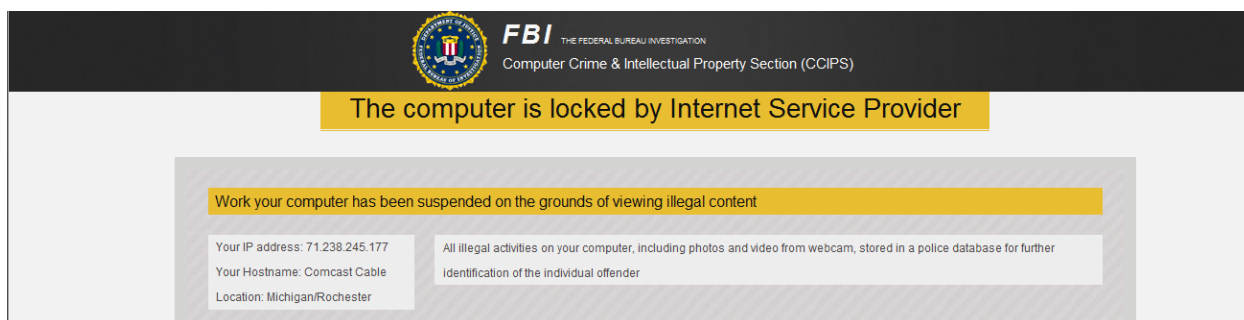 FBI THE FEDERAL BUREAU INVESTIGATION
Computer Crime & Intellectual Property Section (CCIPS)
The computer is locked by Internet Service Provider
Work your computer has been suspended on the grounds of viewing illegal content
Your IP address: 71.238.245.177
Your Hostname: Comcast Cable
Location: Michigan/Rochester
All illegal activities on your computer, including photos and video from webcam, stored in a police database for further
identification of the individual offender